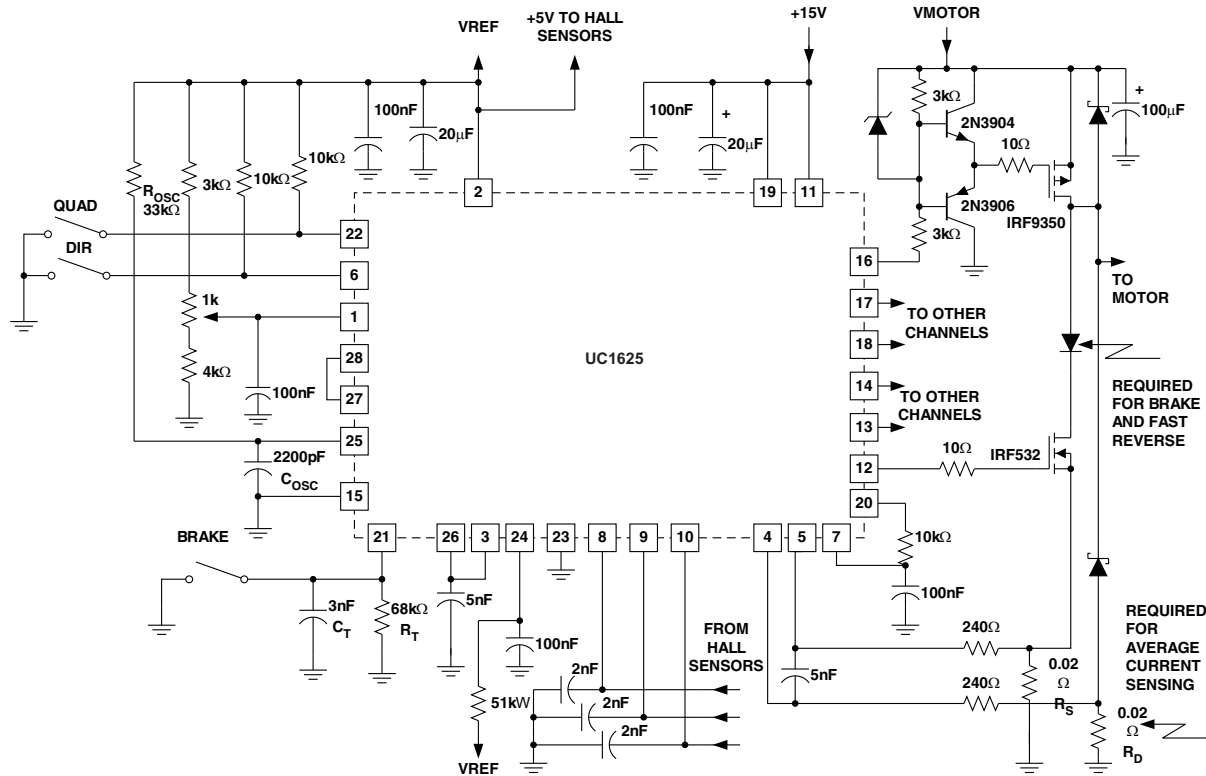 VREF
+5V TO HALL
SENSORS
+15V
VMOTOR
100nF
20μF
100nF
+
20μF
3kΩ
2N3904
10Ω
+
100μF
ROSC
33kΩ
3kΩ
10kΩ
10kΩ
2
19
11
2N3906
3kΩ
IRF9350
QUAD
22
DIR
6
16
TO
MOTOR
1k
1
17
TO OTHER
CHANNELS
18
28
UC1625
4kΩ
100nF
27
14
TO OTHER
CHANNELS
13
REQUIRED
FOR BRAKE
AND FAST
REVERSE
25
2200pF
COSC
12
10Ω
IRF532
15
20
BRAKE
21
26
3
24
23
8
9
10
4
5
7
10kΩ
3nF
CT
68kΩ
RT
5nF
100nF
100nF
FROM
HALL
SENSORS
240Ω
5nF
240Ω
0.02
Ω
RS
REQUIRED
FOR
AVERAGE
CURRENT
SENSING
51kW
2nF
2nF
2nF
0.02
Ω
RD
VREF